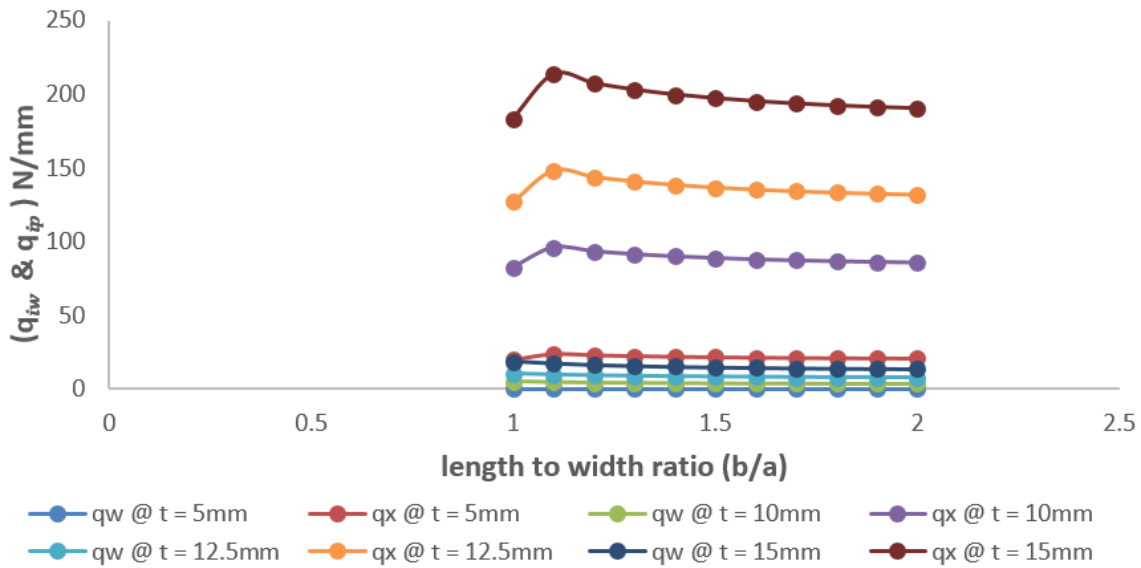 250
200
150
100
50
0
(q_iw & q_ip ) N/mm
0 0.5 1 1.5 2 2.5
length to width ratio (b/a)
qw @ t = 5mm qx @ t = 5mm qw @ t = 10mm qx @ t = 10mm
qw @ t = 12.5mm qx @ t = 12.5mm qw @ t = 15mm qx @ t = 15mm